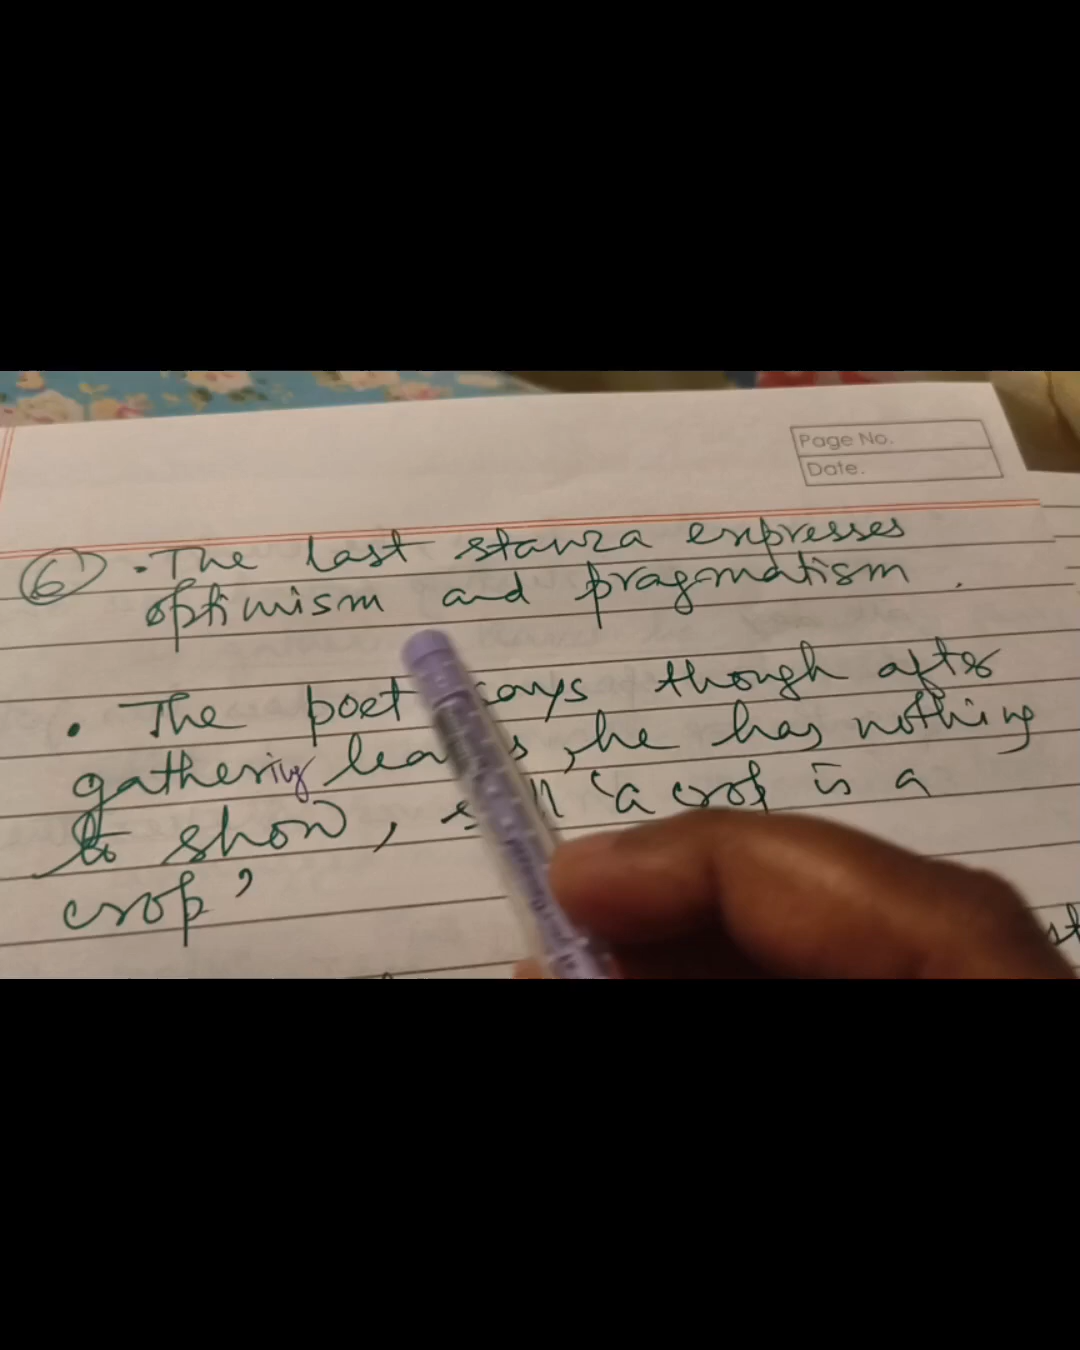 Page No.
Date.
6 . The last stanza expresses
optimism and pragmatism .
. The poet says though after
gathering , he has nothing
to show , 'a crop is a
crop'